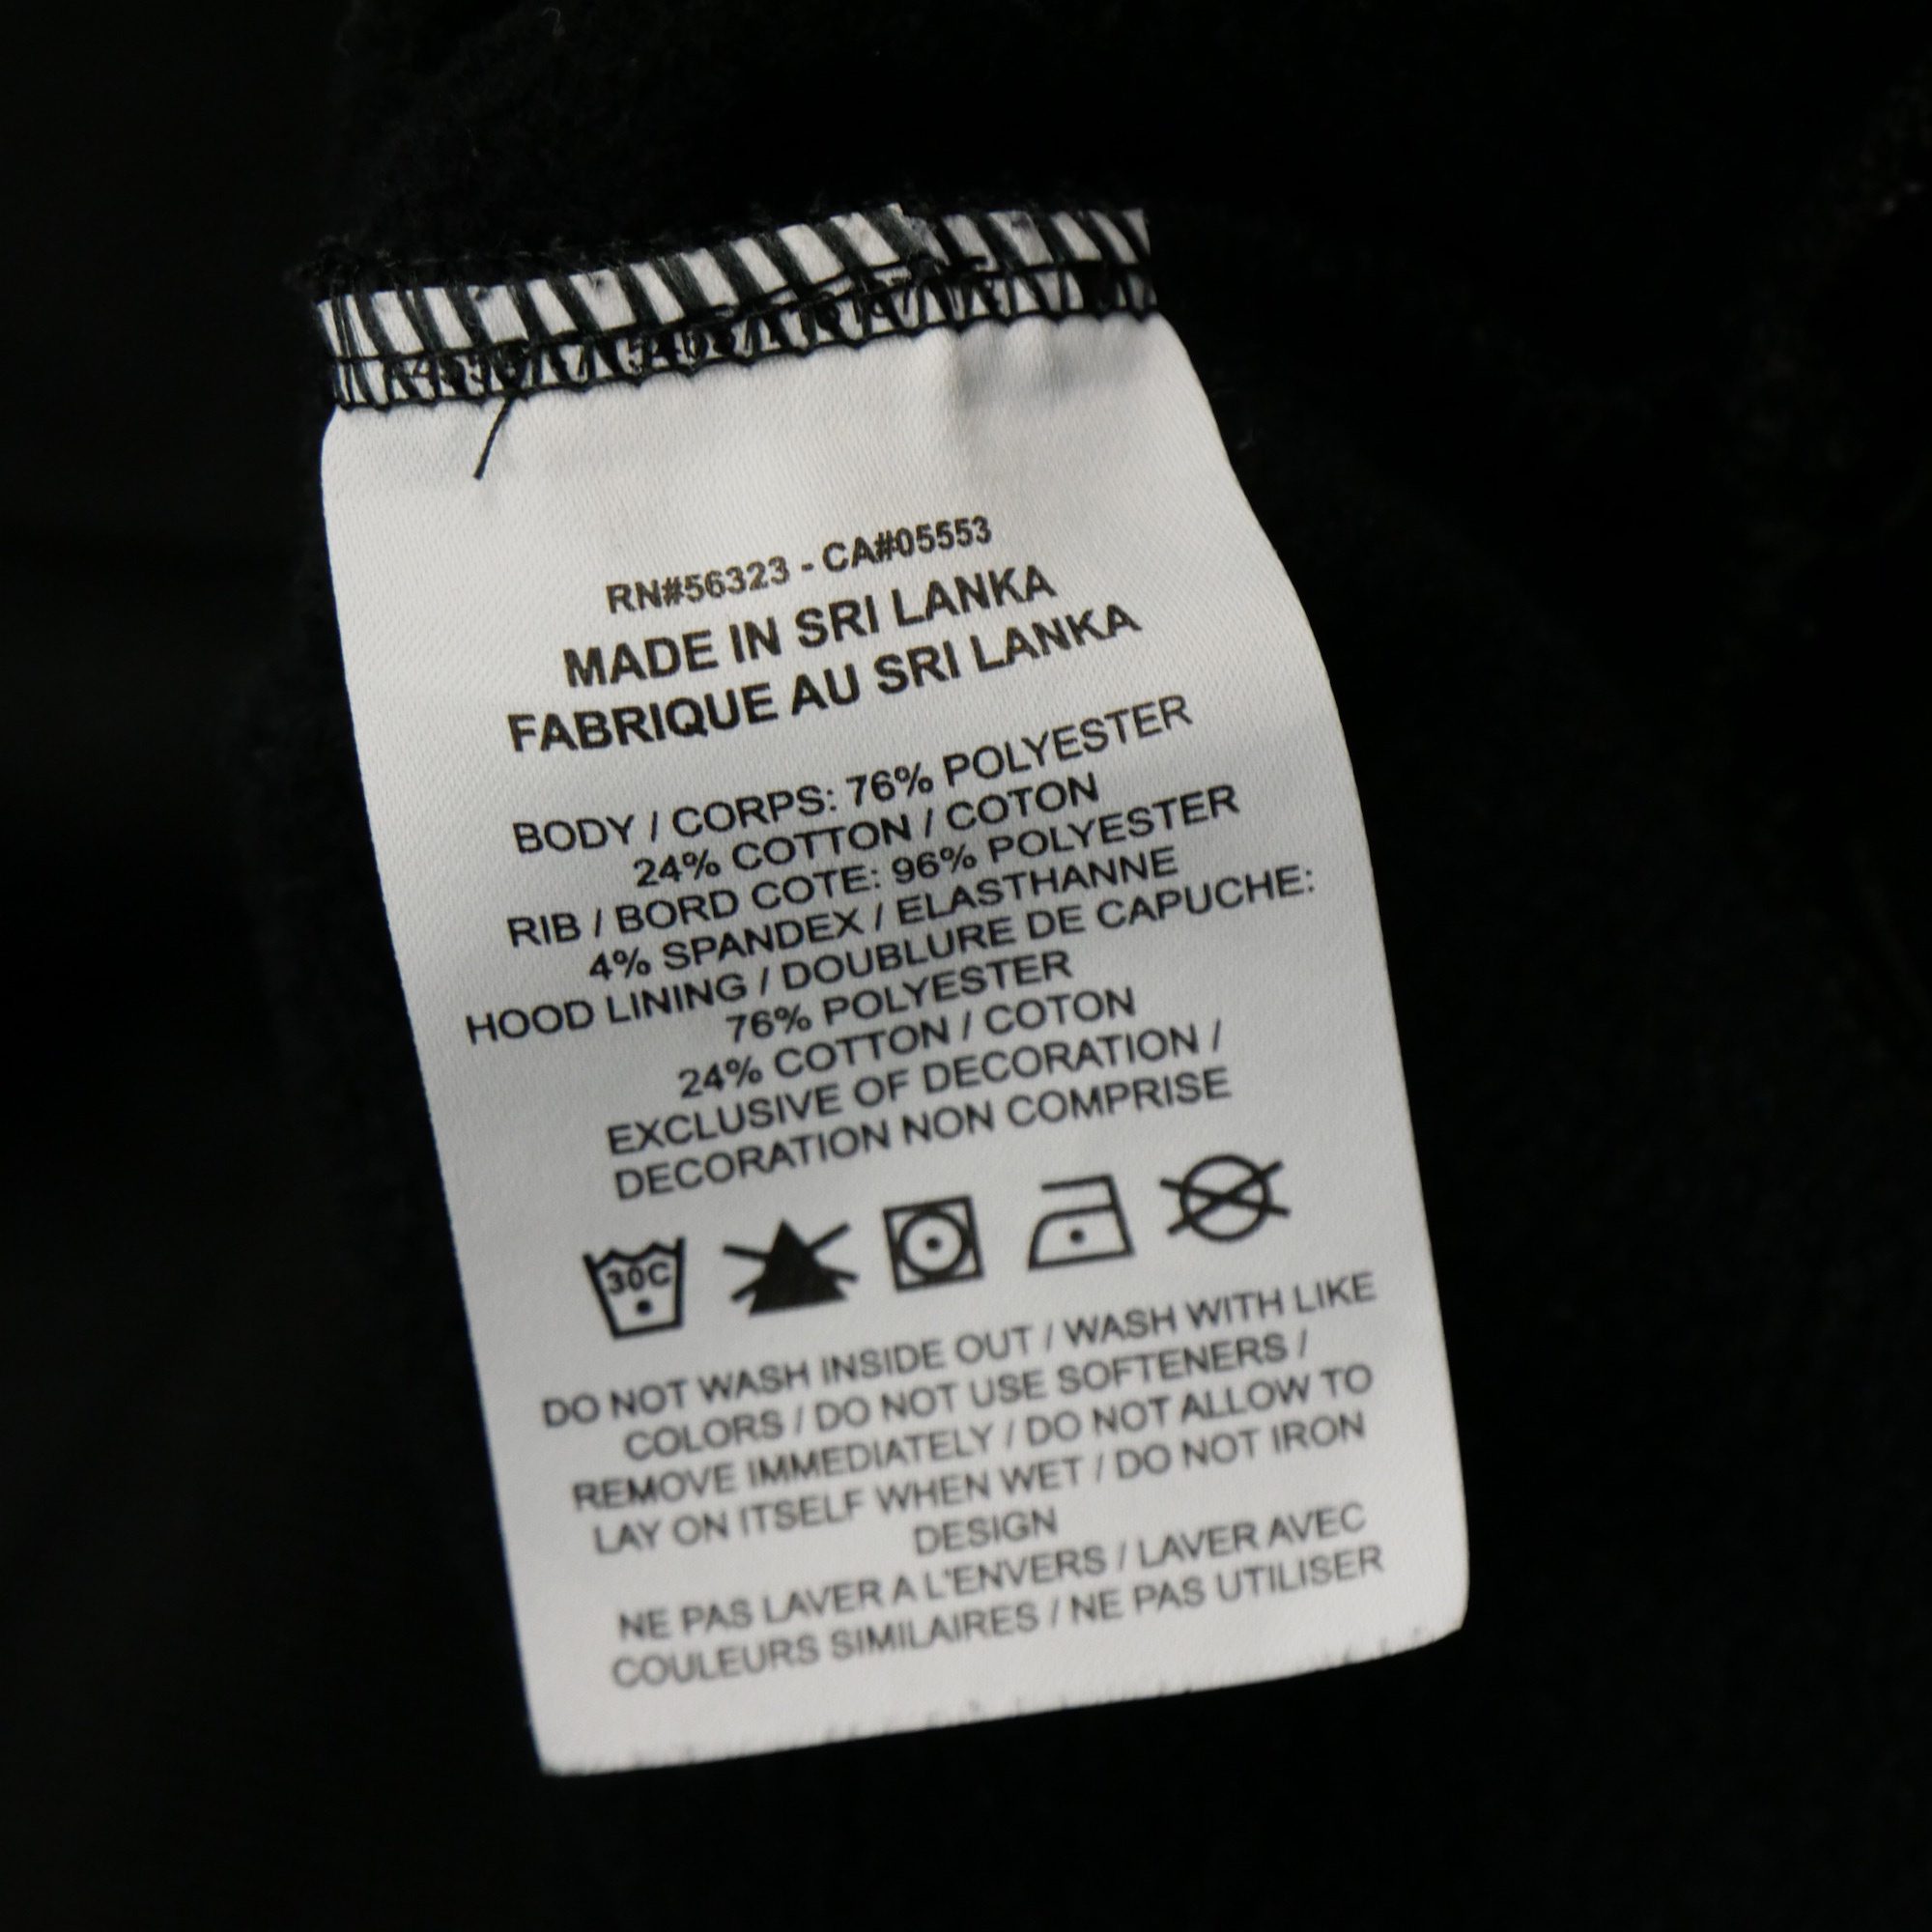 RN#56323 - CA#05553
MADE IN SRI LANKA
FABRIQUE AU SRI LANKA
BODY / CORPS: 76% POLYESTER
24% COTTON / COTON
RIB / BORD COTE: 96% POLYESTER
4% SPANDEX / ELASTHANNE
HOOD LINING / DOUBLURE DE CAPUCHE:
76% POLYESTER
24% COTTON / COTON
EXCLUSIVE OF DECORATION /
DECORATION NON COMPRISE
30C
DO NOT WASH INSIDE OUT / WASH WITH LIKE
COLORS / DO NOT USE SOFTENERS /
REMOVE IMMEDIATELY / DO NOT ALLOW TO
LAY ON ITSELF WHEN WET / DO NOT IRON
DESIGN
NE PAS LAVER A L'ENVERS / LAVER AVEC
COULEURS SIMILAIRES / NE PAS UTILISER